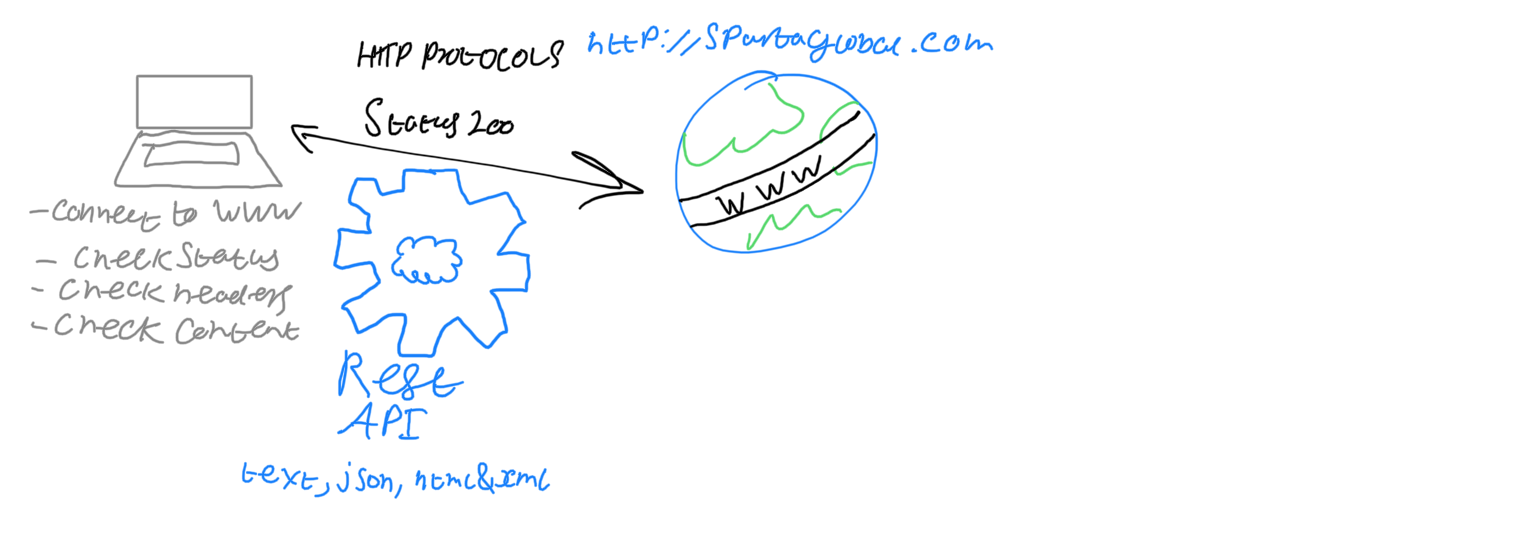 HTTP PROTOCOLS
http://SPartaGlobal.com
Status 200
WWW
-Connect to WWW
- Check Status
- Check headers
- Check Content
Rest
API
text, json, html & xml